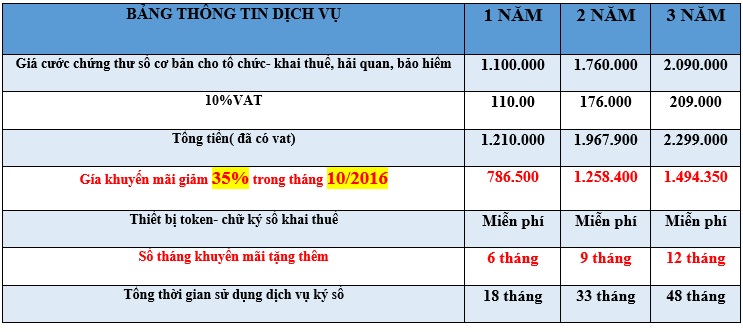 BẢNG THÔNG TIN DỊCH VỤ 1 NĂM 2 NĂM 3 NĂM
Giá cước chứng thư số cơ bản cho tổ chức- khai thuế, hải quan, bảo hiêm 1.100.000 1.760.000 2.090.000
10%VAT 110.00 176.000 209.000
Tổng tiền( đã có vat) 1.210.000 1.967.900 2.299.000
Gía khuyến mãi giảm 35% trong tháng 10/2016 786.500 1.258.400 1.494.350
Thiết bị token- chữ ký số khai thuế Miễn phí Miễn phí Miễn phí
Số tháng khuyến mãi tặng thêm 6 tháng 9 tháng 12 tháng
Tổng thời gian sử dụng dịch vụ ký số 18 tháng 33 tháng 48 tháng